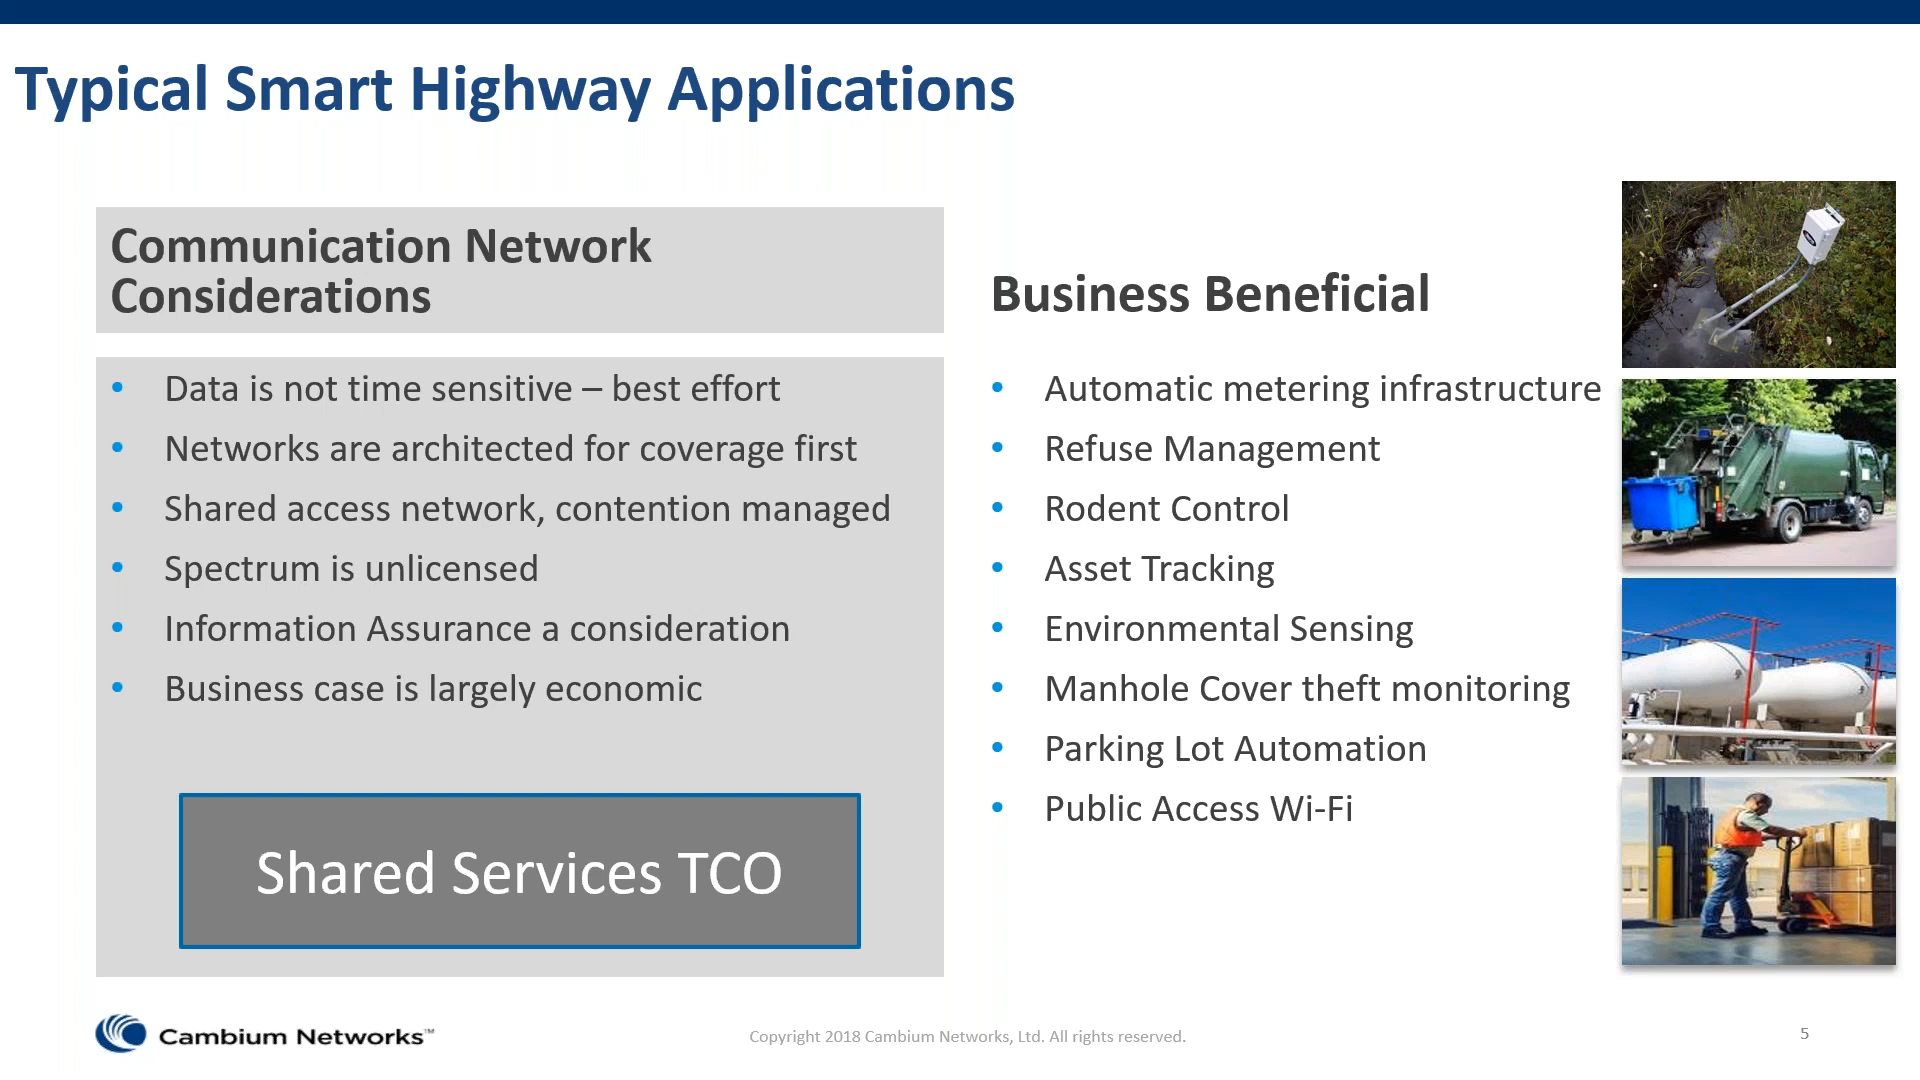 Typical Smart Highway Applications
Communication Network
Considerations
• Data is not time sensitive – best effort
• Networks are architected for coverage first
• Shared access network, contention managed
• Spectrum is unlicensed
• Information Assurance a consideration
• Business case is largely economic
Shared Services TCO
Business Beneficial
• Automatic metering infrastructure
• Refuse Management
• Rodent Control
• Asset Tracking
• Environmental Sensing
• Manhole Cover theft monitoring
• Parking Lot Automation
• Public Access Wi-Fi
Cambium Networks™
Copyright 2018 Cambium Networks, Ltd. All rights reserved.
5